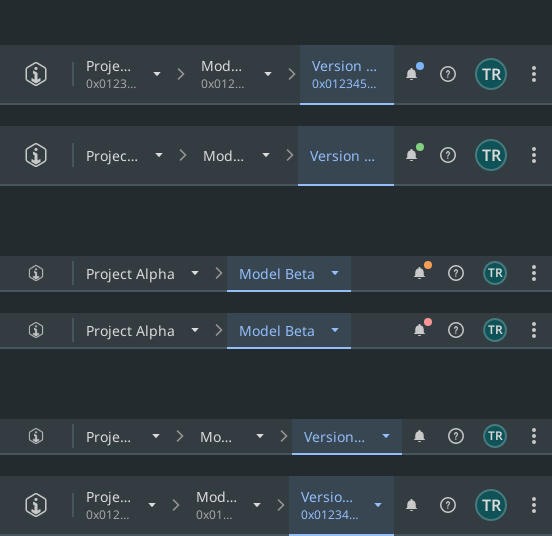 Proje... Mod... Version ...
0x0123... 0x012... 0x012345... TR
Projec... Mod... Version ... TR
Project Alpha Model Beta TR
Project Alpha Model Beta TR
Proje... Mo... Version... TR
Proje... Mod... Versio...
0x012... 0x01... 0x01234... TR